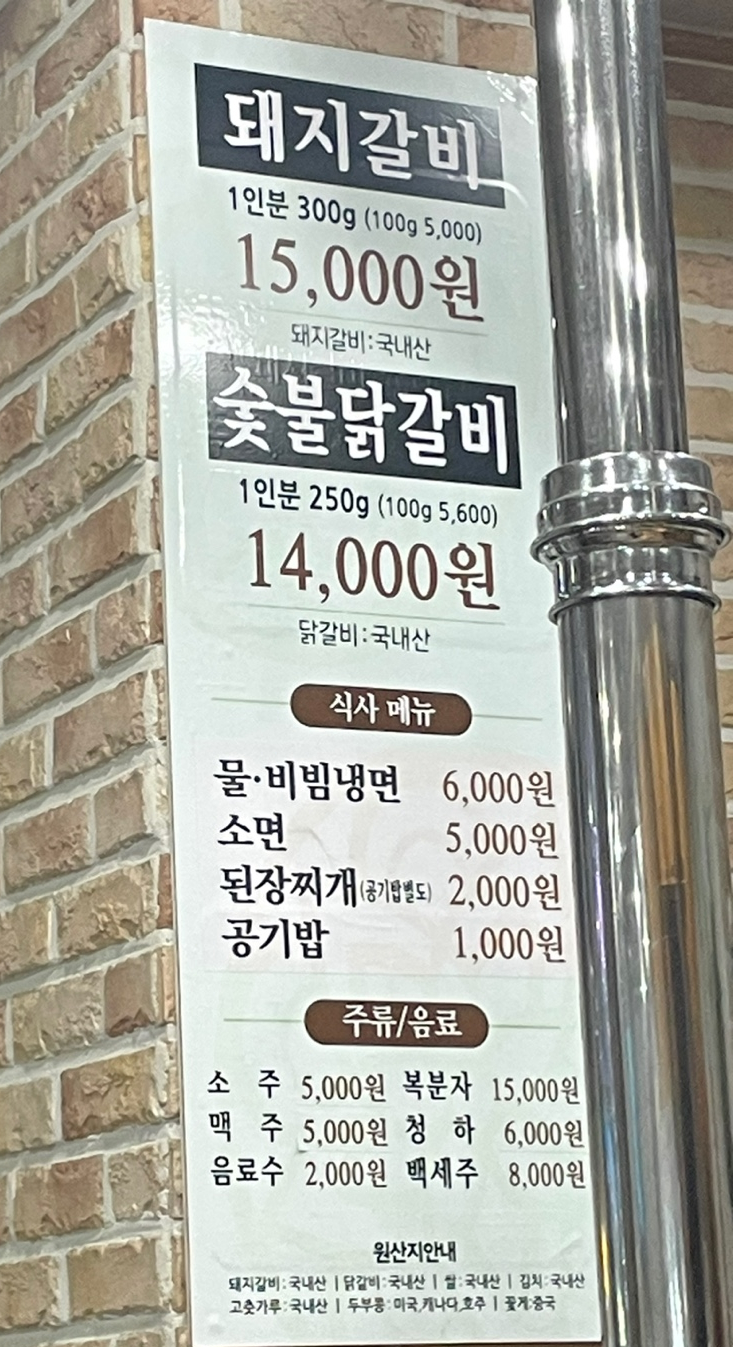 돼지갈비
1인분 300g (100g 5,000)
15,000원
돼지갈비:국내산
숯불닭갈비
1인분 250g (100g 5,600)
14,000원
닭갈비:국내산
식사 메뉴
물·비빔냉면 6,000원
소면 5,000원
된장찌개(공기밥별도) 2,000원
공기밥 1,000원
주류/음료
소 주 5,000원 복분자 15,000원
맥 주 5,000원 청 하 6,000원
음료수 2,000원 백세주 8,000원
원산지안내
돼지갈비:국내산 | 닭갈비:국내산 | 쌀:국내산 | 김치:국내산
고춧가루:국내산 | 두부콩:미국,캐나다,호주 | 꽃게:중국